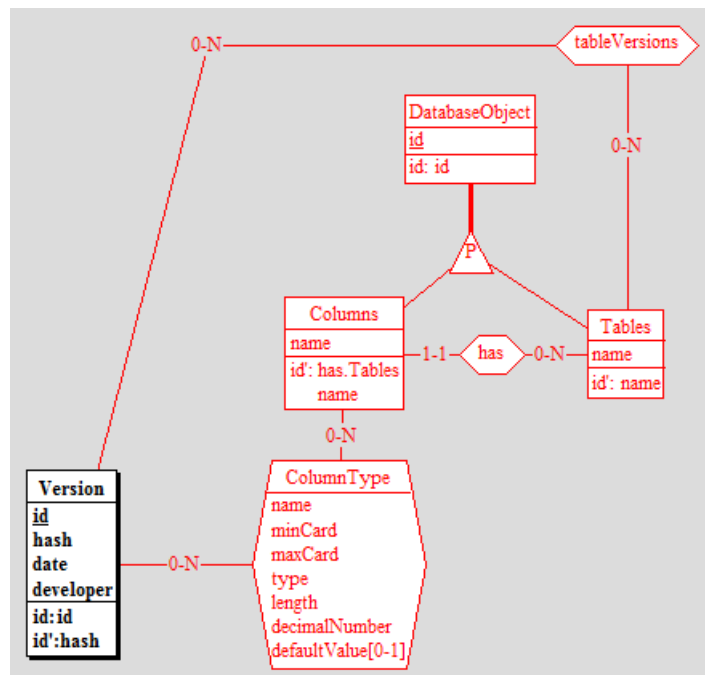 0-N
tableVersions
DatabaseObject
id
id: id
0-N
P
Columns
name
id': has.Tables
name
1-1
has
0-N
Tables
name
id': name
0-N
Version
id
hash
date
developer
id:id
id':hash
0-N
ColumnType
name
minCard
maxCard
type
length
decimalNumber
defaultValue[0-1]